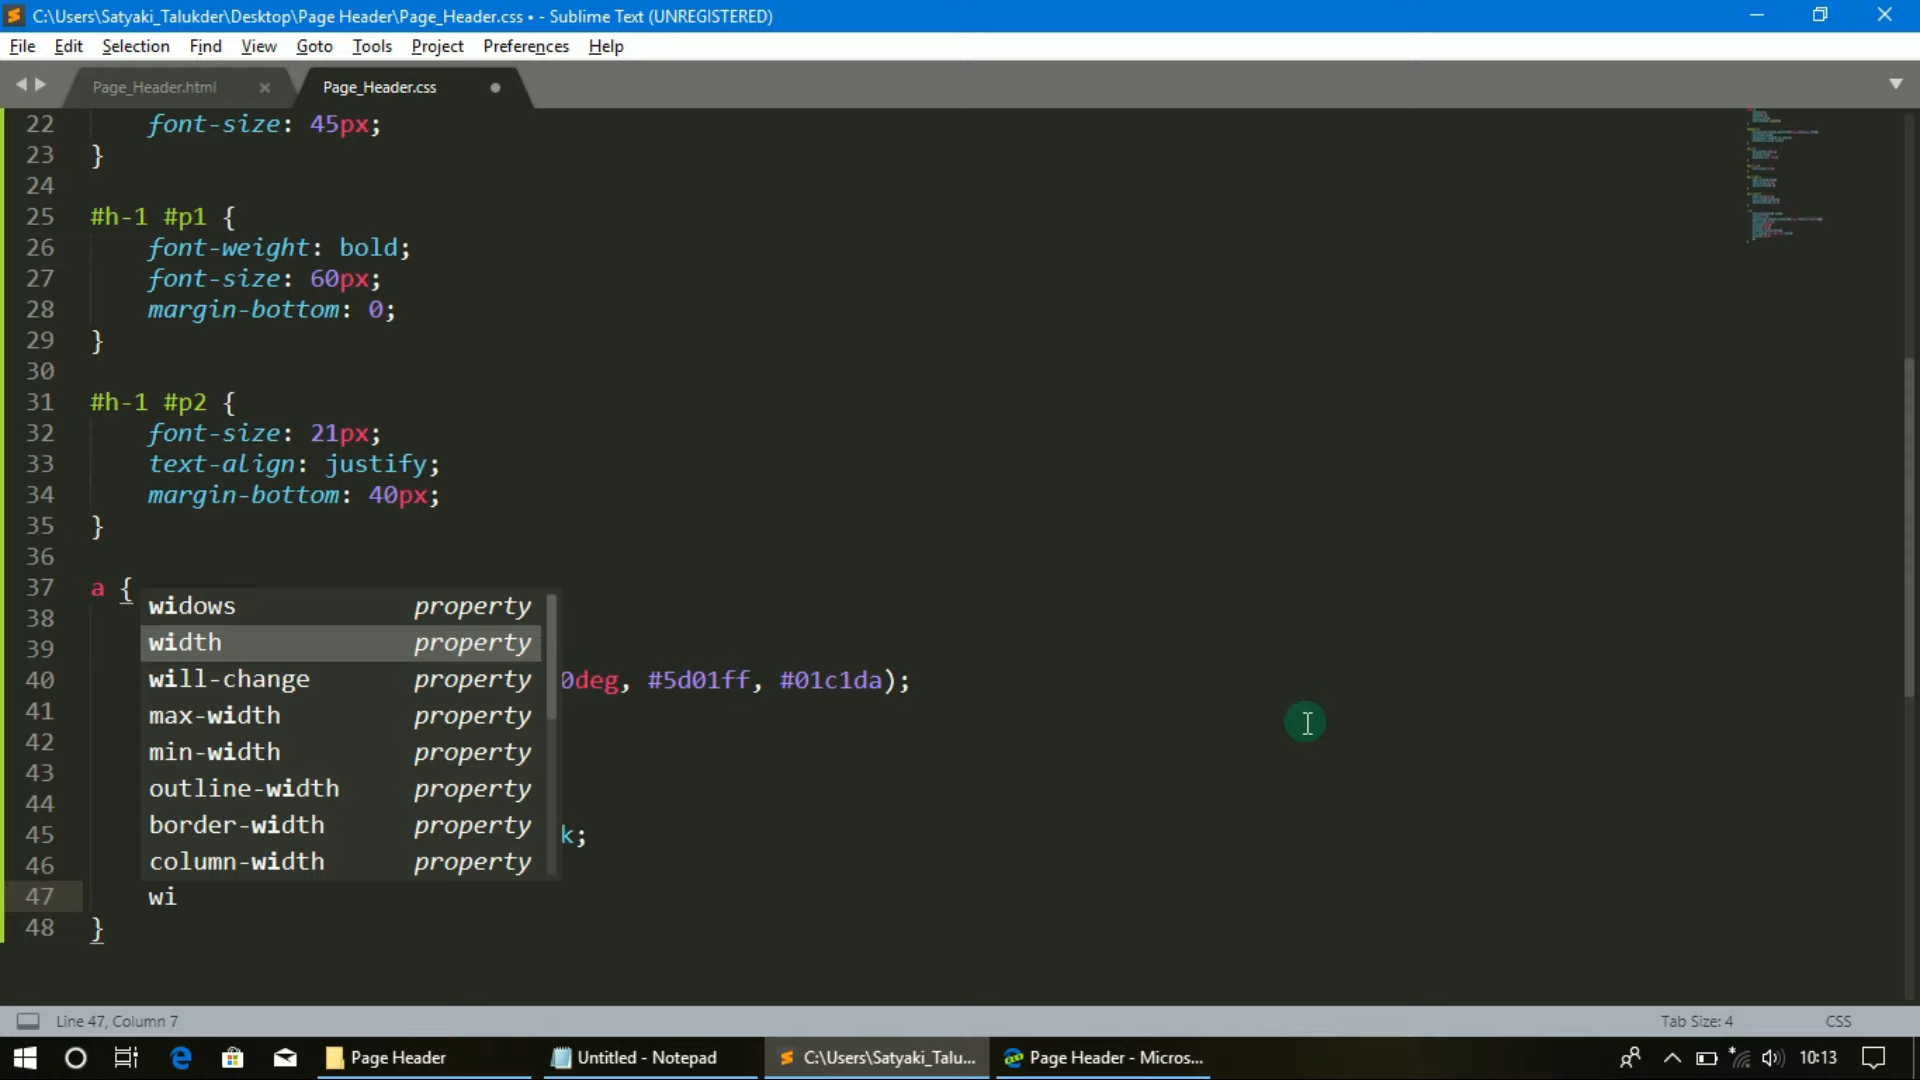 C:\Users\Satyaki_Talukder\Desktop\Page Header\Page_Header.css • - Sublime Text (UNREGISTERED)
File Edit Selection Find View Goto Tools Project Preferences Help
Page_Header.html × Page_Header.css
22 font-size: 45px;
23 }
24
25 #h-1 #p1 {
26 font-weight: bold;
27 font-size: 60px;
28 margin-bottom: 0;
29 }
30
31 #h-1 #p2 {
32 font-size: 21px;
33 text-align: justify;
34 margin-bottom: 40px;
35 }
36
37 a {
widows property
38
width property
39
40 0deg, #5d01ff, #01c1da);
will-change property
41
max-width property
42
min-width property
43
outline-width property
44
border-width property
45 k;
column-width property
46
47 wi
48 }
Line 47, Column 7 Tab Size: 4 CSS
Page Header Untitled - Notepad C:\Users\Satyaki_Talu... Page Header - Micros... 10:13